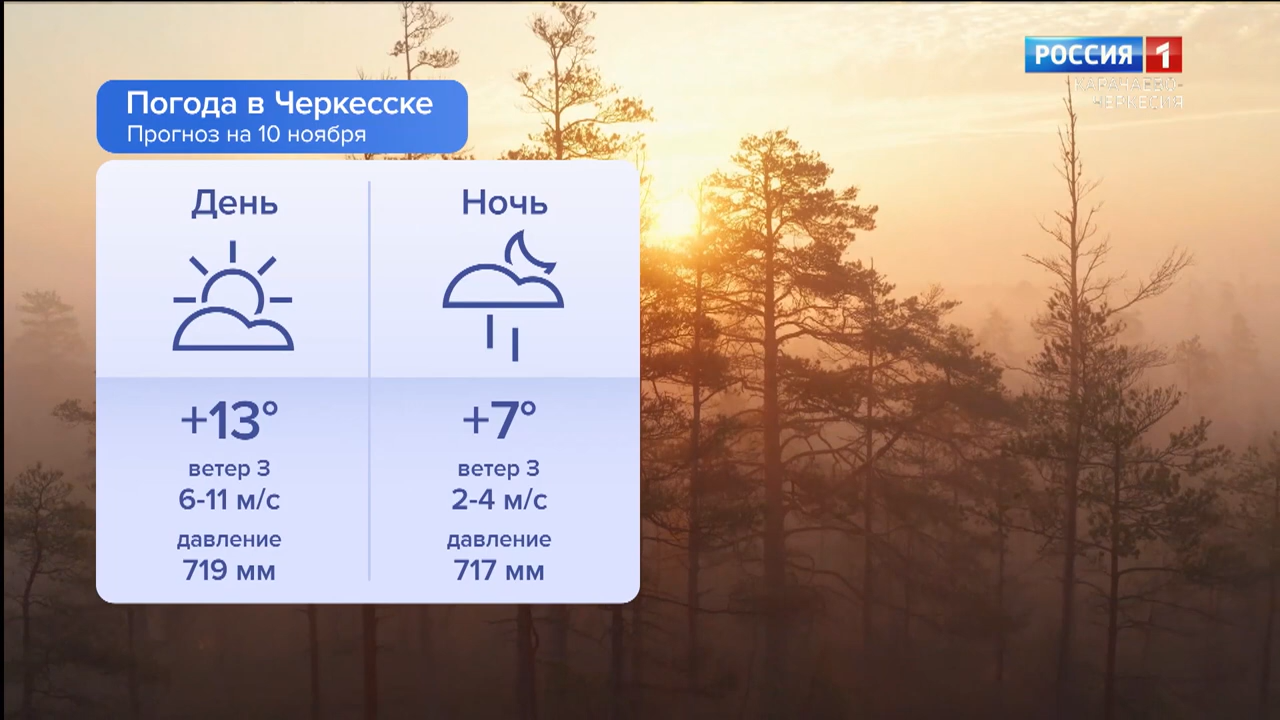 Погода в Черкесске
Прогноз на 10 ноября
РОССИЯ 1
КАРАЧАЕВО-
ЧЕРКЕСИЯ
День
Ночь
+13°
+7°
ветер З
ветер З
6-11 м/с
2-4 м/с
давление
давление
719 мм
717 мм